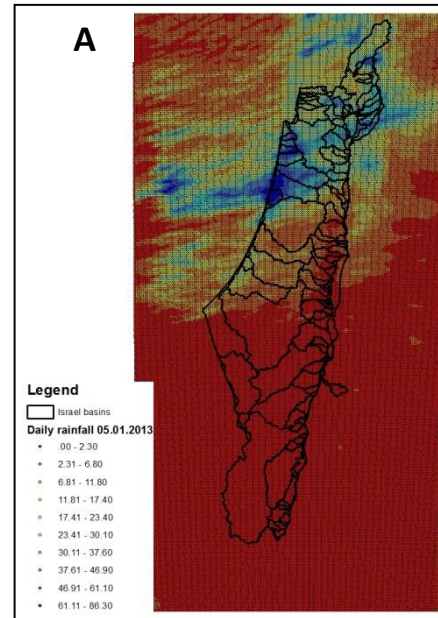 A
Legend
Israel basins
Daily rainfall 05.01.2013
.00 - 2.30
2.31 - 6.80
6.81 - 11.80
11.81 - 17.40
17.41 - 23.40
23.41 - 30.10
30.11 - 37.60
37.61 - 46.90
46.91 - 61.10
61.11 - 86.30